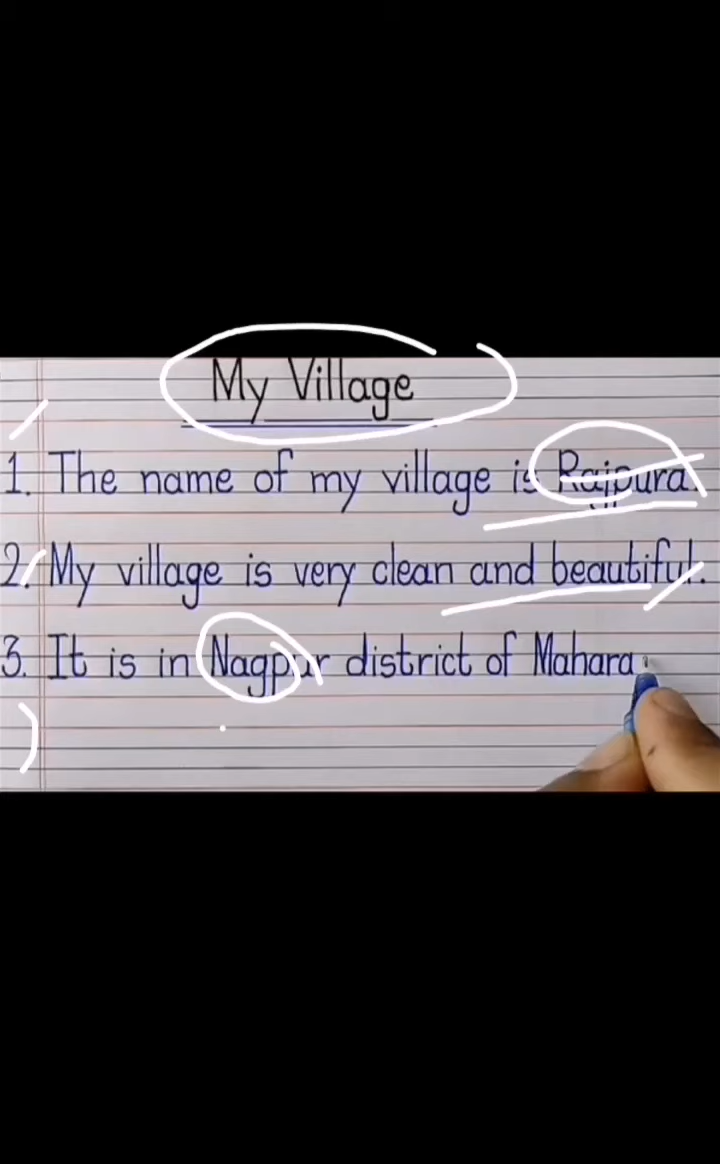 My Village
1. The name of my village is Rajpura.
2. My village is very clean and beautiful.
3. It is in Nagpur district of Mahara